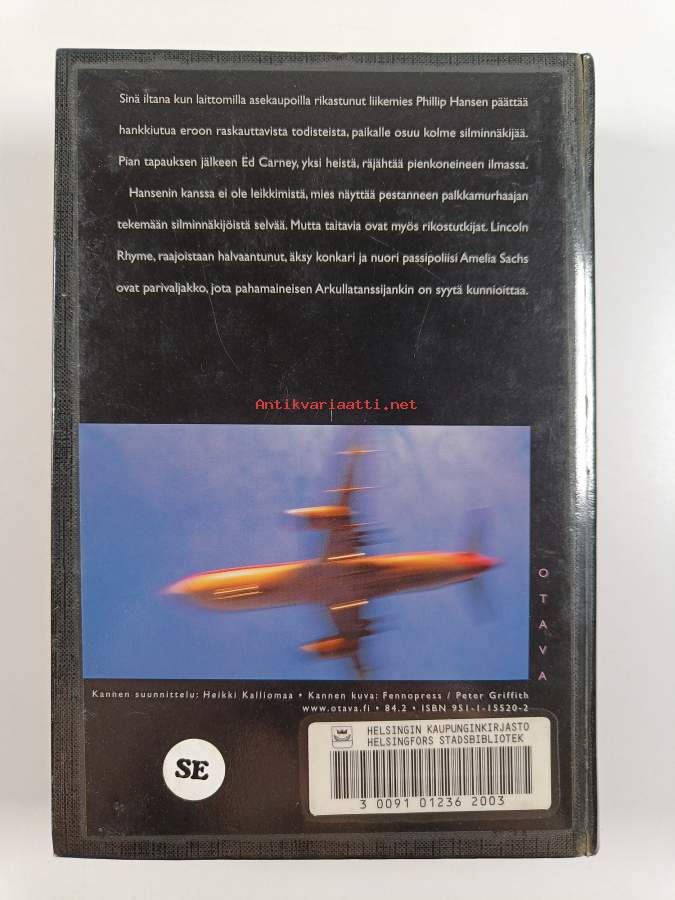 Sinä iltana kun laittomilla asekaupoilla rikastunut liikemies Phillip Hansen päättää
hankkiutua eroon raskauttavista todisteista, paikalle osuu kolme silminnäkijää.
Pian tapauksen jälkeen Ed Carney, yksi heistä, räjähtää pienkoneineen ilmassa.
Hansenin kanssa ei ole leikkimistä, mies näyttää pestanneen palkkamurhaajan
tekemään silminnäkijöistä selvää. Mutta taitavia ovat myös rikostutkijat. Lincoln
Rhyme, raajoistaan halvaantunut, äksy konkari ja nuori passipoliisi Amelia Sachs
ovat parivaljakko, jota pahamaineisen Arkullatanssijankin on syytä kunnioittaa.
Antikvariaatti.net
OTAVA
Kannen suunnittelu: Heikki Kalliomaa • Kannen kuva: Fennopress / Peter Griffith
www.otava.fi • 84.2 • ISBN 951-1-15520-2
HELSINGIN KAUPUNGINKIRJASTO
HELSINGFORS STADSBIBLIOTEK
3 0091 01236 2003
SE